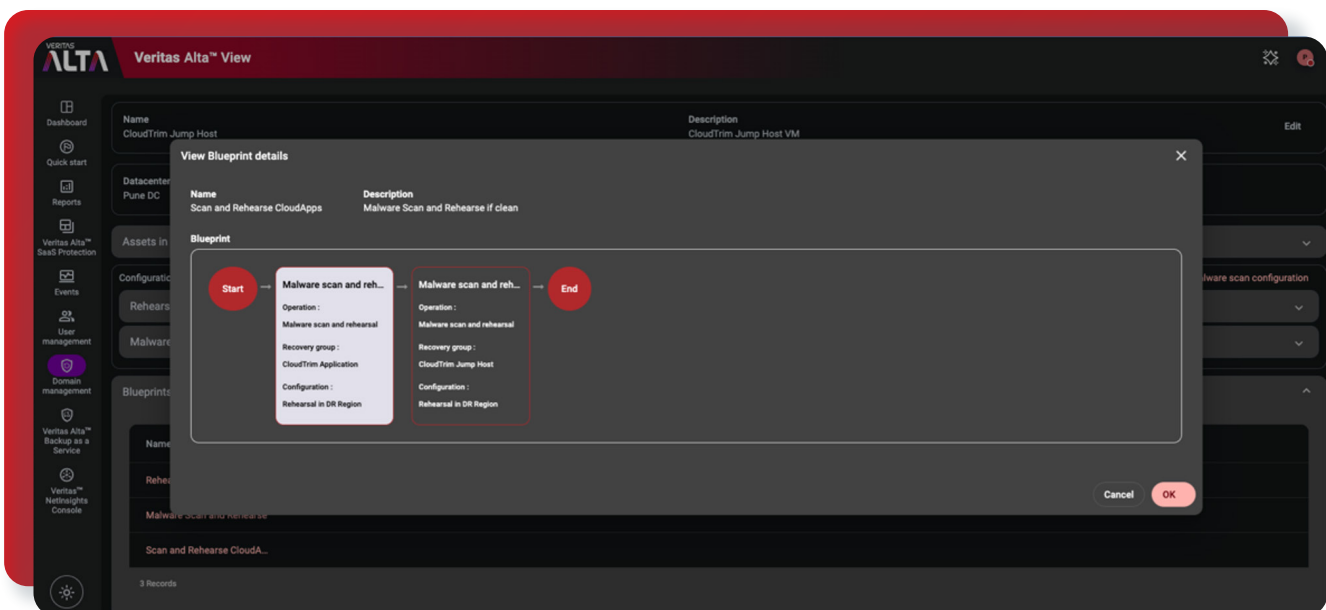 VERITAS
ALTA
Veritas Alta™ View
Dashboard
Quick start
Reports
Veritas Alta™
SaaS Protection
Events
User
management
Domain
management
Veritas Alta™
Backup as a
Service
Veritas™
NetInsights
Console
Name
CloudTrim Jump Host
Description
CloudTrim Jump Host VM
Edit
Datacenter
Pune DC
Assets in
Configuratio
lware scan configuration
Rehears
Malware
Blueprints
Name
Rehea
Malware Scan and Rehearse
Scan and Rehearse CloudA...
3 Records
View Blueprint details
Name
Scan and Rehearse CloudApps
Description
Malware Scan and Rehearse if clean
Blueprint
Start
Malware scan and reh...
Operation :
Malware scan and rehearsal
Recovery group :
CloudTrim Application
Configuration :
Rehearsal in DR Region
Malware scan and reh...
Operation :
Malware scan and rehearsal
Recovery group :
CloudTrim Jump Host
Configuration :
Rehearsal in DR Region
End
Cancel
OK